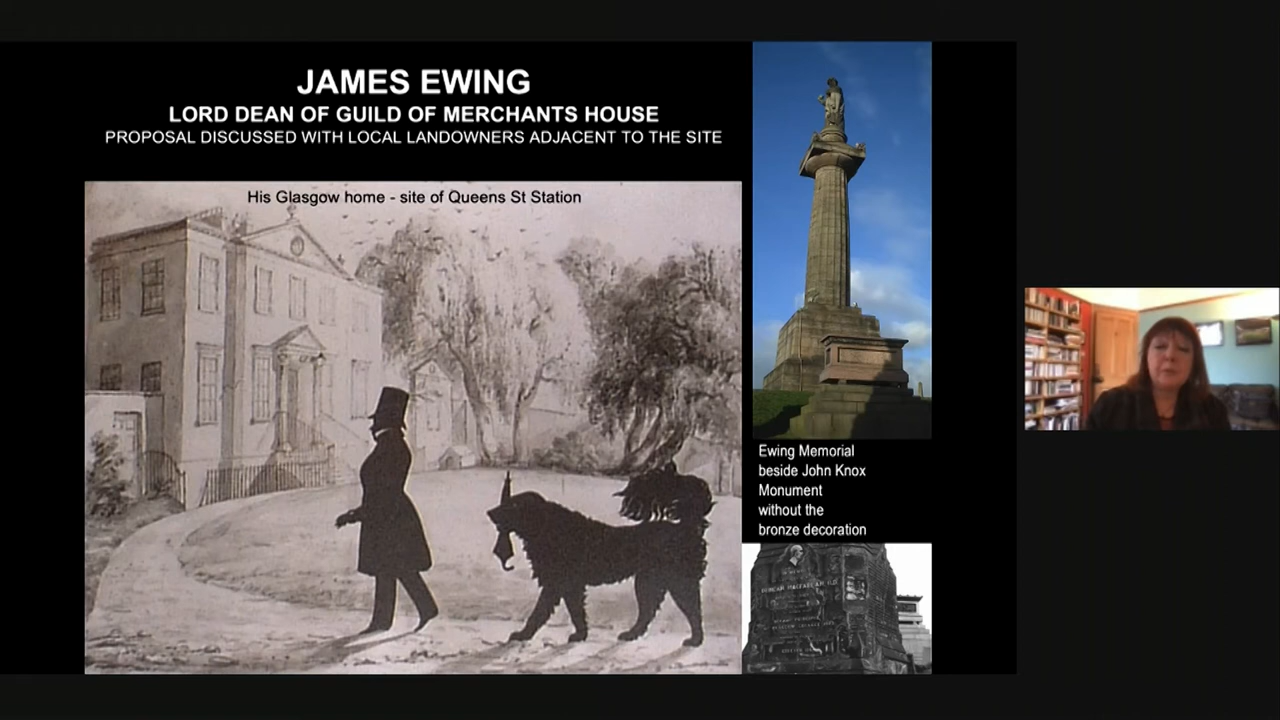 JAMES EWING
LORD DEAN OF GUILD OF MERCHANTS HOUSE
PROPOSAL DISCUSSED WITH LOCAL LANDOWNERS ADJACENT TO THE SITE
His Glasgow home - site of Queens St Station
Ewing Memorial
beside John Knox
Monument
without the
bronze decoration